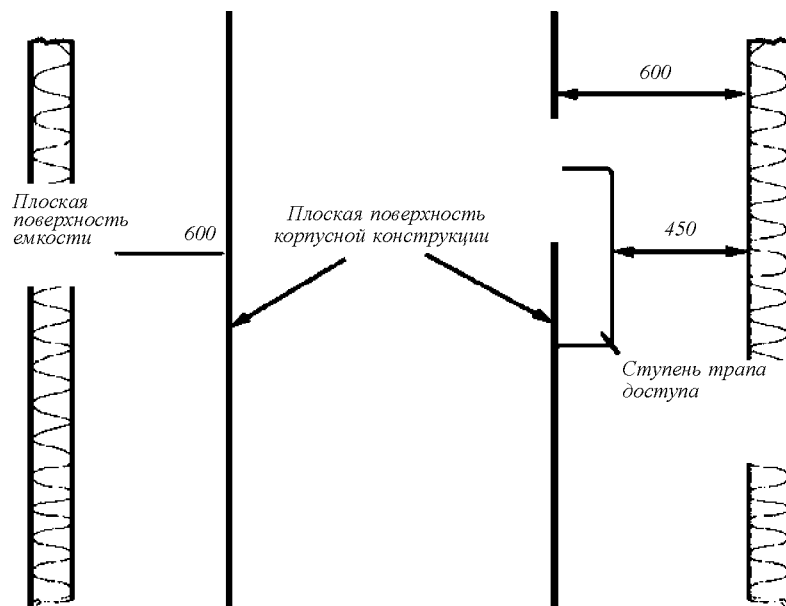 600
Плоская
поверхность
емкости
600
Плоская поверхность
корпусной конструкции
450
Ступень трапа
доступа